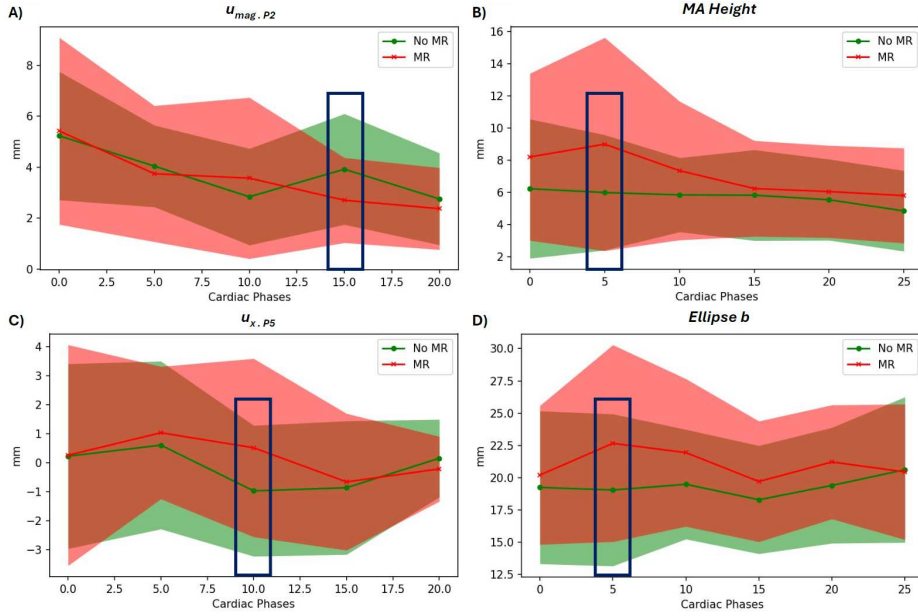 A)
u_mag . P2
No MR
MR
mm
8
6
4
2
0
0.0 2.5 5.0 7.5 10.0 12.5 15.0 17.5 20.0
Cardiac Phases
B)
MA Height
No MR
MR
mm
16
14
12
10
8
6
4
2
0 5 10 15 20 25
Cardiac Phases
C)
u_x . P5
No MR
MR
mm
4
3
2
1
0
−1
−2
−3
0.0 2.5 5.0 7.5 10.0 12.5 15.0 17.5 20.0
Cardiac Phases
D)
Ellipse b
No MR
MR
mm
30.0
27.5
25.0
22.5
20.0
17.5
15.0
12.5
0 5 10 15 20 25
Cardiac Phases